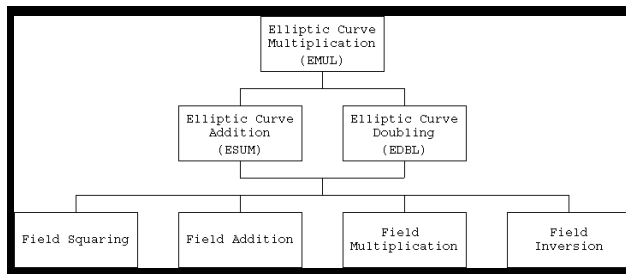 Elliptic Curve
Multiplication
(EMUL)
Elliptic Curve
Addition
(ESUM)
Elliptic Curve
Doubling
(EDBL)
Field Squaring
Field Addition
Field
Multiplication
Field
Inversion